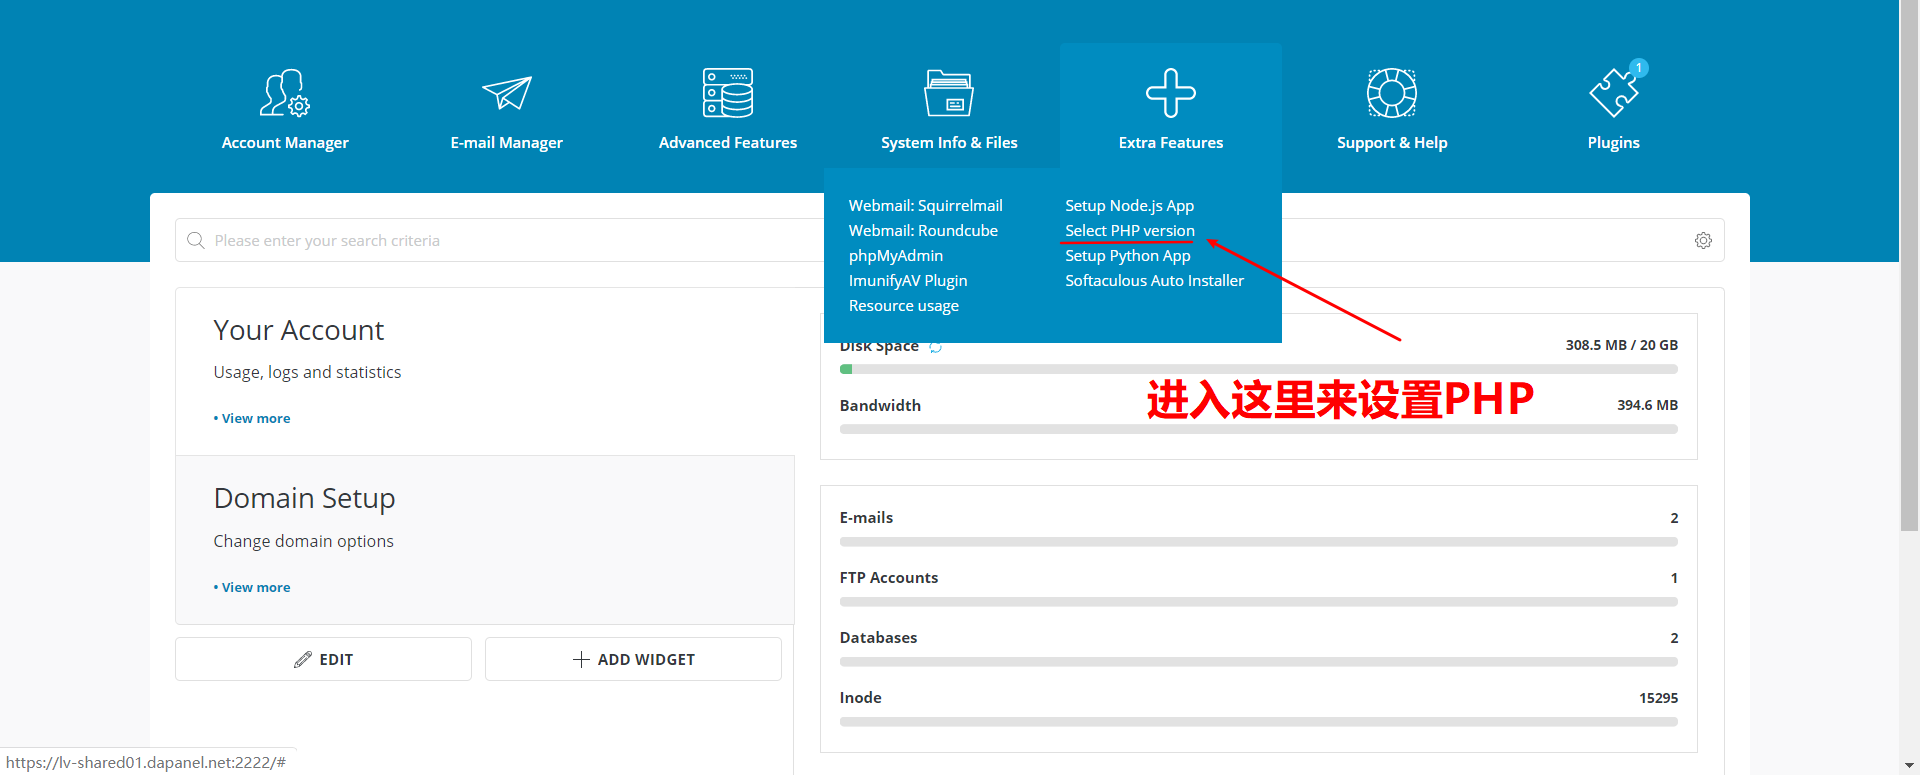 1
Account Manager
E-mail Manager
Advanced Features
System Info & Files
Extra Features
Support & Help
Plugins
Webmail: Squirrelmail
Webmail: Roundcube
phpMyAdmin
ImunifyAV Plugin
Resource usage
Setup Node.js App
Select PHP version
Setup Python App
Softaculous Auto Installer
Please enter your search criteria
Your Account
Usage, logs and statistics
• View more
Domain Setup
Change domain options
• View more
EDIT
ADD WIDGET
Disk Space
308.5 MB / 20 GB
进入这里来设置PHP
Bandwidth
394.6 MB
E-mails
2
FTP Accounts
1
Databases
2
Inode
15295
https://lv-shared01.dapanel.net:2222/#